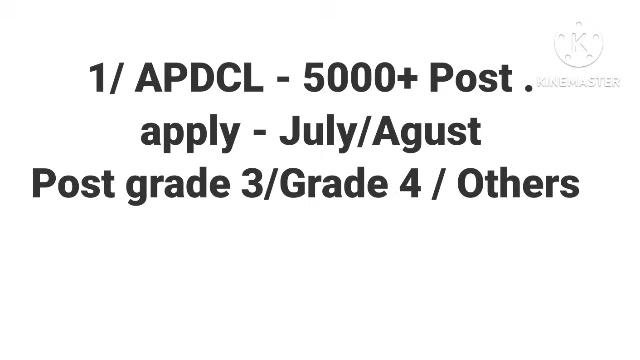 1/ APDCL - 5000+ Post .
apply - July/Agust
Post grade 3/Grade 4 / Others
K
KINEMASTER